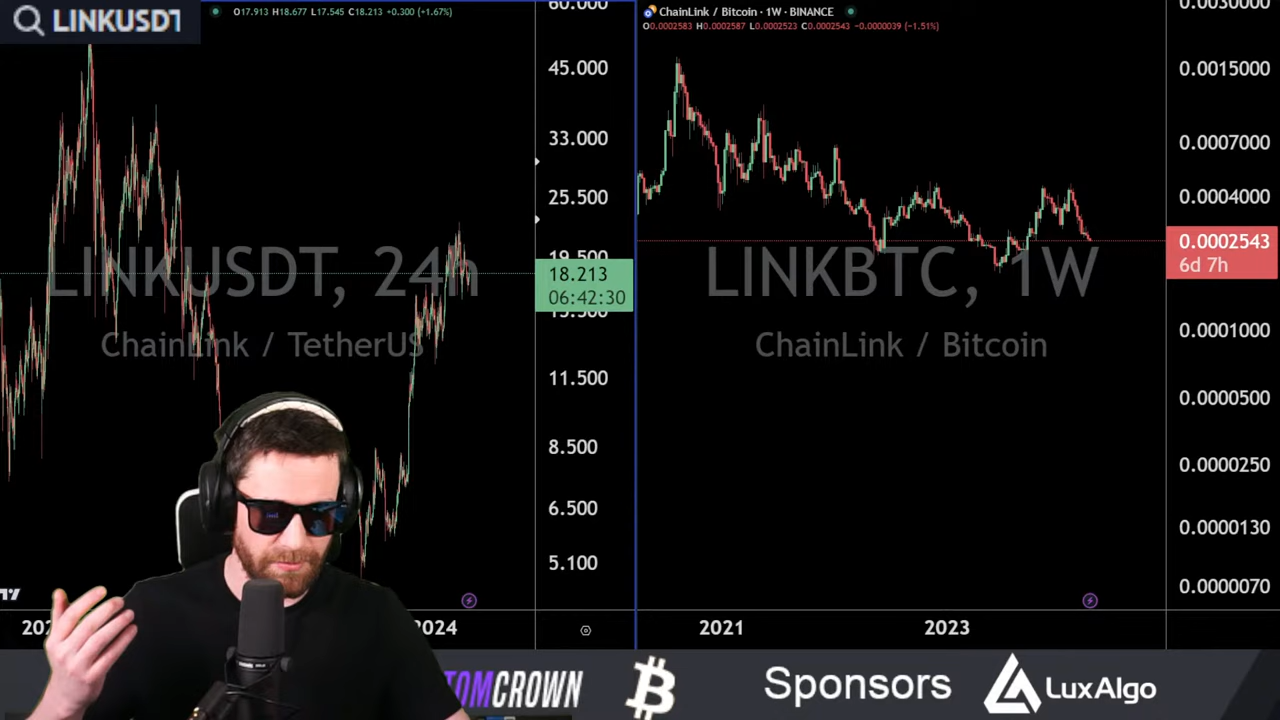 LINKUSDT
O17.913 H18.677 L17.545 C18.213 +0.300 (+1.67%)
60.000
45.000
33.000
25.500
19.500
18.213
06:42:30
15.500
11.500
8.500
6.500
5.100
LINKUSDT, 24h
ChainLink / TetherUS
2024
ChainLink / Bitcoin · 1W · BINANCE
O0.0002583 H0.0002587 L0.0002523 C0.0002543 −0.0000039 (−1.51%)
0.0030000
0.0015000
0.0007000
0.0004000
0.0002543
6d 7h
0.0001000
0.0000500
0.0000250
0.0000130
0.0000070
LINKBTC, 1W
ChainLink / Bitcoin
2021
2023
TOMCROWN
Sponsors
LuxAlgo